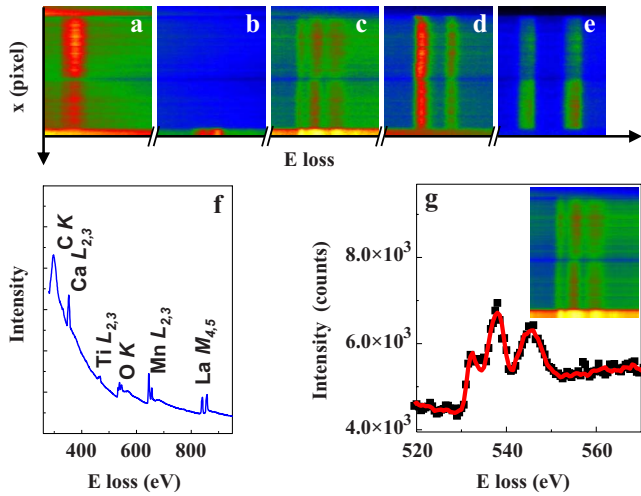 a b c d e
x (pixel)
E loss
f
C K
Ca L2,3
Ti L2,3
O K
Mn L2,3
La M4,5
Intensity
400 600 800
E loss (eV)
g
8.0×10³
6.0×10³
4.0×10³
Intensity (counts)
520 540 560
E loss (eV)